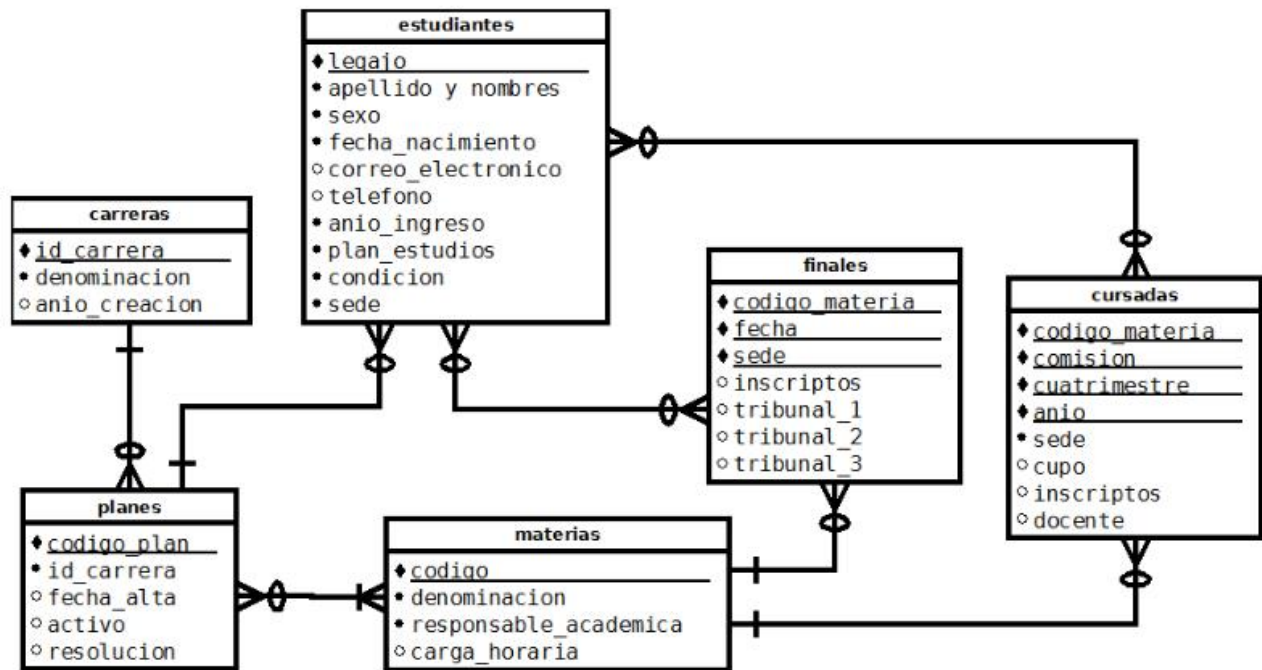 estudiantes
legajo
apellido y nombres
sexo
fecha_nacimiento
correo_electronico
telefono
anio_ingreso
plan_estudios
condicion
sede
carreras
id_carrera
denominacion
anio_creacion
finales
codigo_materia
fecha
sede
inscriptos
tribunal_1
tribunal_2
tribunal_3
cursadas
codigo_materia
comision
cuatrimestre
anio
sede
cupo
inscriptos
docente
planes
codigo_plan
id_carrera
fecha_alta
activo
resolucion
materias
codigo
denominacion
responsable_academica
carga_horaria